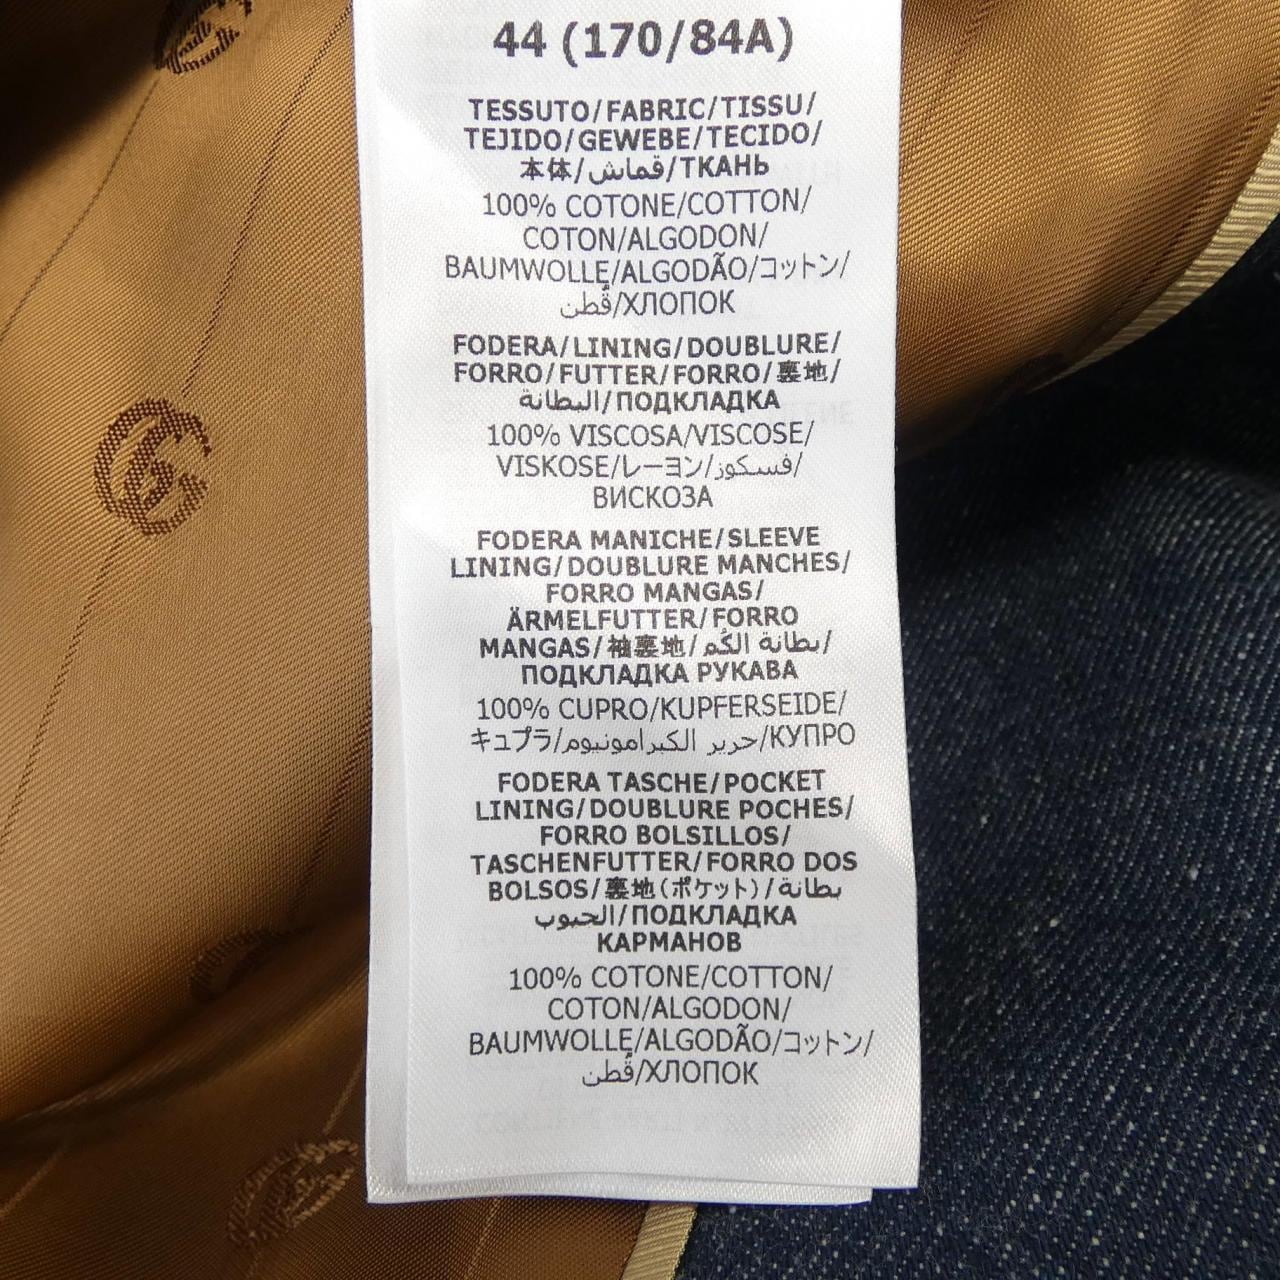 44 (170/84A)
TESSUTO/FABRIC/TISSU/
TEJIDO/GEWEBE/TECIDO/
本体/قماش/ТКАНЬ
100% COTONE/COTTON/
COTON/ALGODON/
BAUMWOLLE/ALGODÃO/コットン/
قُطن/ХЛОПОК
FODERA/LINING/DOUBLURE/
FORRO/FUTTER/FORRO/裏地/
البطانة/ПОДКЛАДКА
100% VISCOSA/VISCOSE/
VISKOSE/レーヨン/فسكوز/
ВИСКОЗА
FODERA MANICHE/SLEEVE
LINING/DOUBLURE MANCHES/
FORRO MANGAS/
ÄRMELFUTTER/FORRO
MANGAS/袖裏地/بطانة الكُم/
ПОДКЛАДКА РУКАВА
100% CUPRO/KUPFERSEIDE/
キュプラ/حرير الكبرامونيوم/КУПРО
FODERA TASCHE/POCKET
LINING/DOUBLURE POCHES/
FORRO BOLSILLOS/
TASCHENFUTTER/FORRO DOS
BOLSOS/裏地(ポケット)/بطانة
الجيوب/ПОДКЛАДКА
КАРМАНОВ
100% COTONE/COTTON/
COTON/ALGODON/
BAUMWOLLE/ALGODÃO/コットン/
قُطن/ХЛОПОК